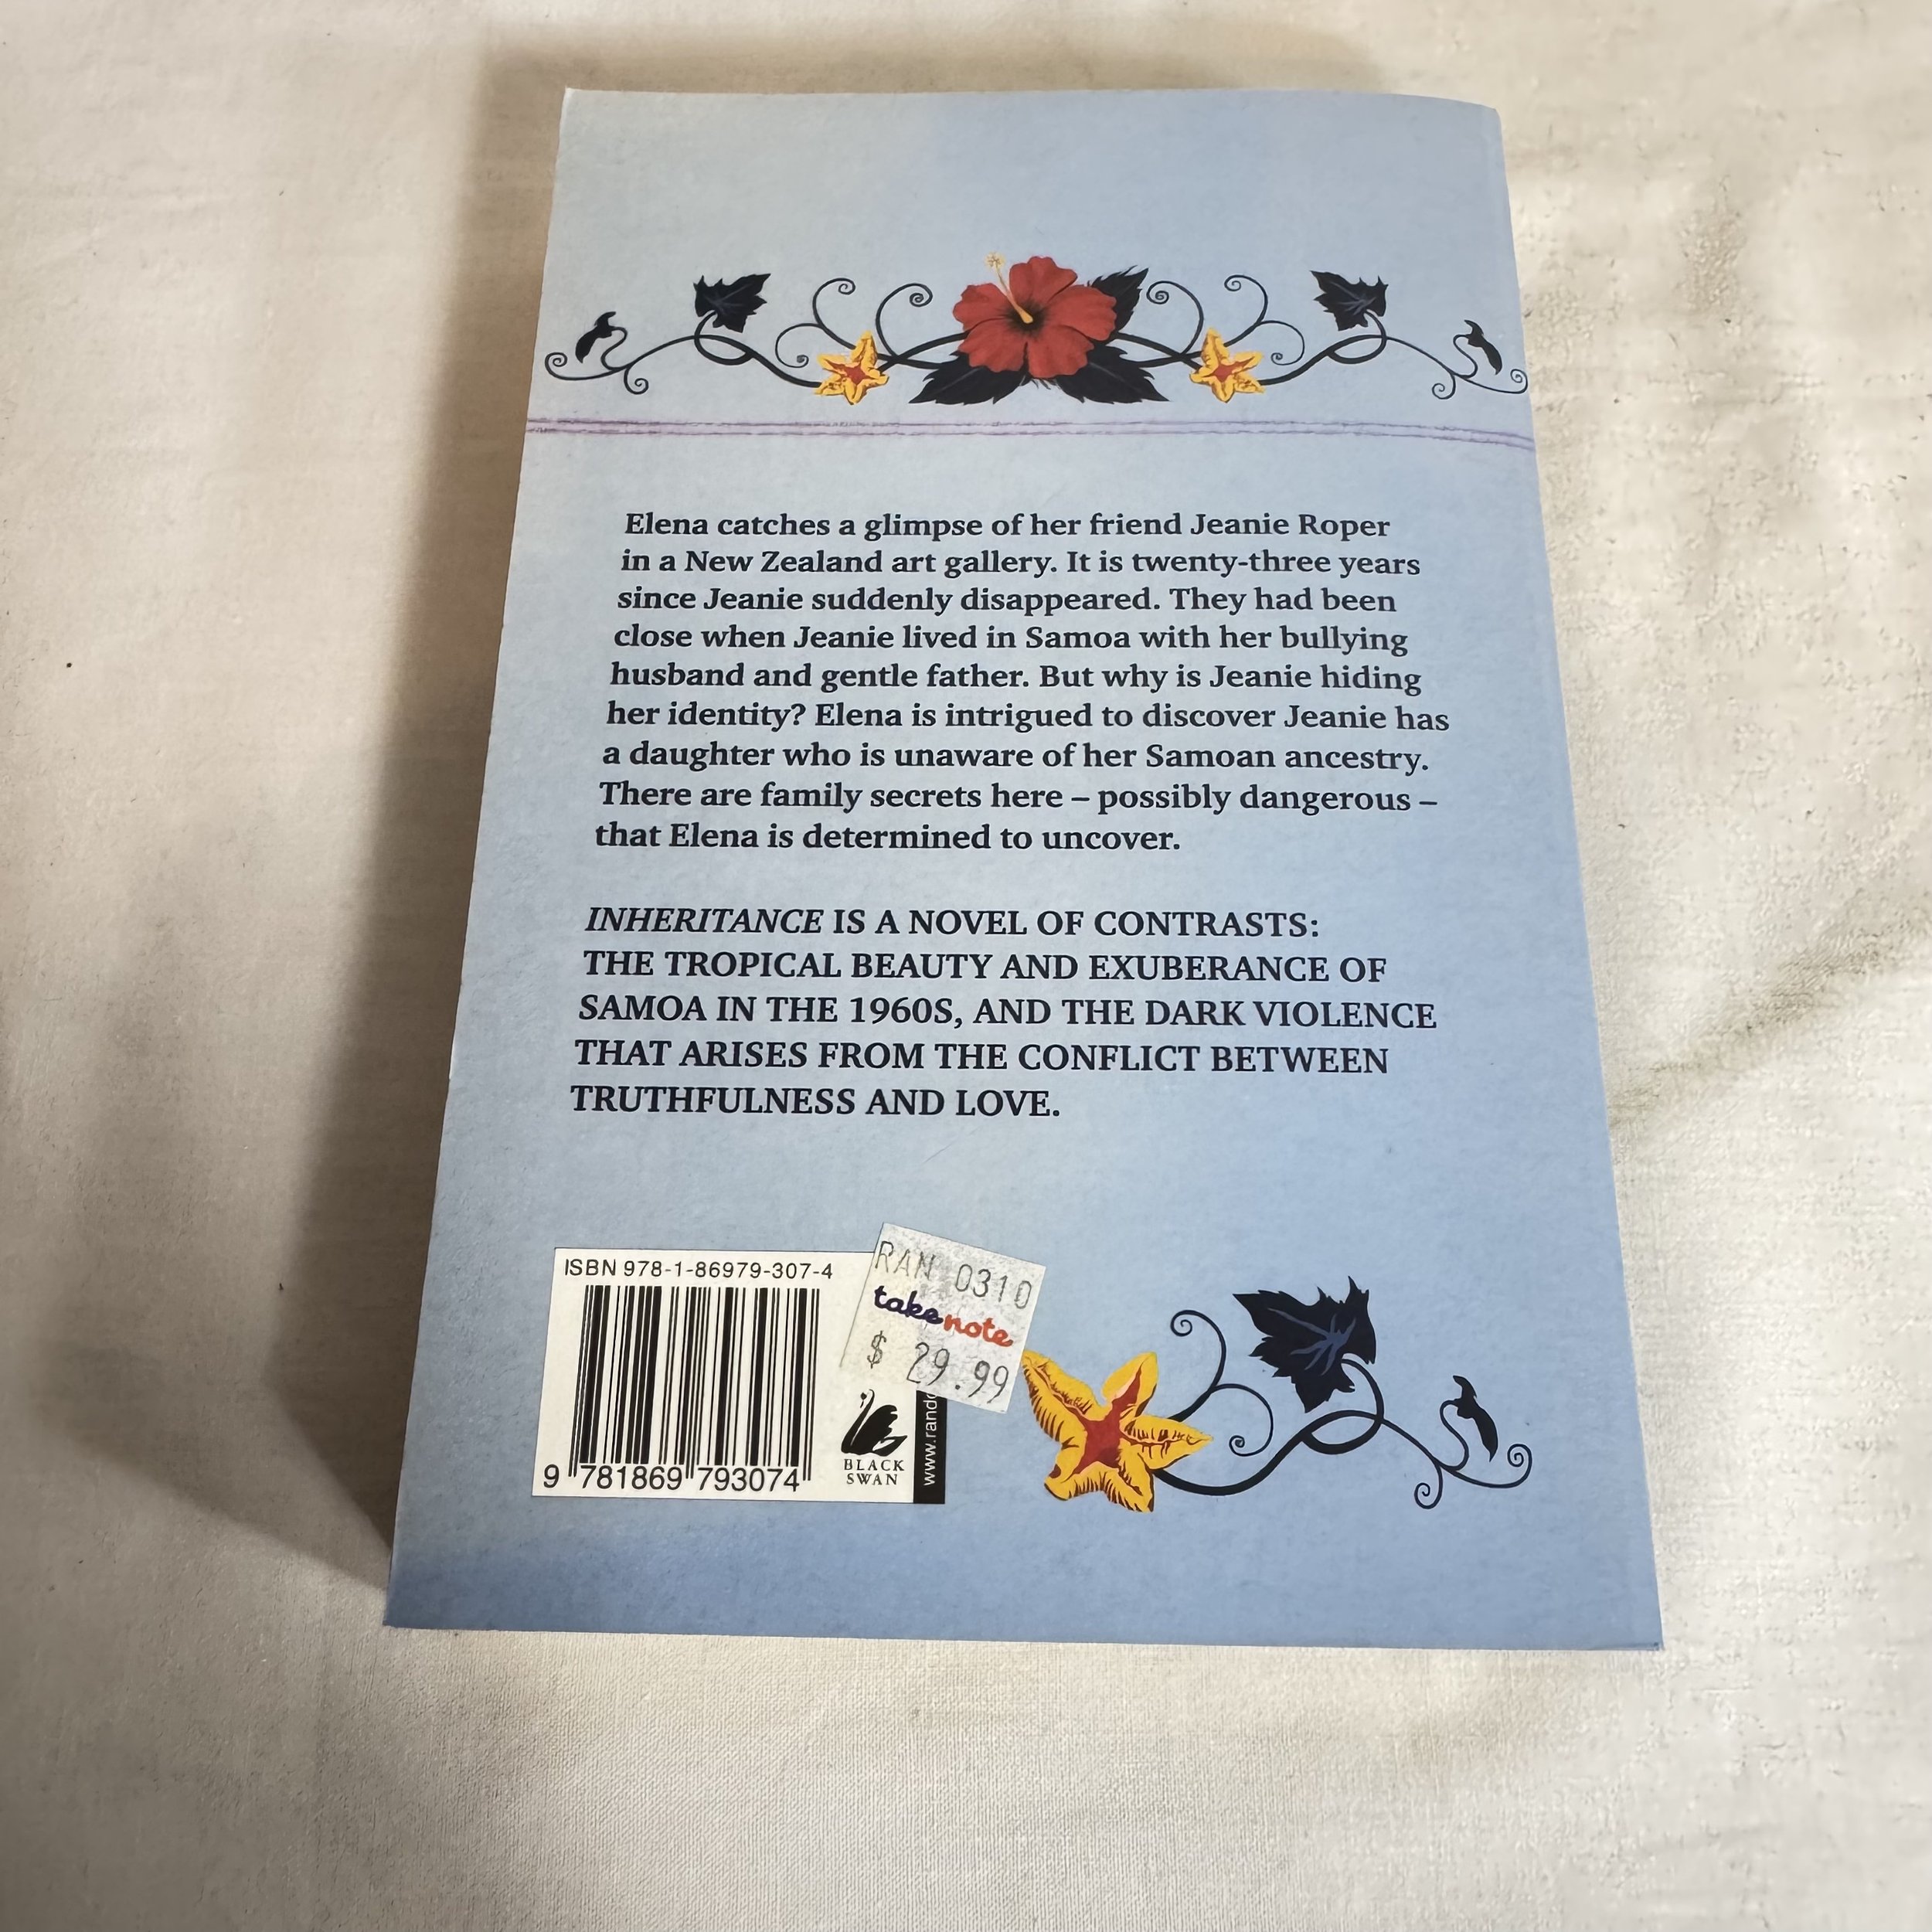 Elena catches a glimpse of her friend Jeanie Roper
in a New Zealand art gallery. It is twenty-three years
since Jeanie suddenly disappeared. They had been
close when Jeanie lived in Samoa with her bullying
husband and gentle father. But why is Jeanie hiding
her identity? Elena is intrigued to discover Jeanie has
a daughter who is unaware of her Samoan ancestry.
There are family secrets here – possibly dangerous –
that Elena is determined to uncover.
INHERITANCE IS A NOVEL OF CONTRASTS:
THE TROPICAL BEAUTY AND EXUBERANCE OF
SAMOA IN THE 1960S, AND THE DARK VIOLENCE
THAT ARISES FROM THE CONFLICT BETWEEN
TRUTHFULNESS AND LOVE.
ISBN 978-1-86979-307-4
9 781869 793074
RAN 0310
takenote
$ 29.99
BLACK
SWAN